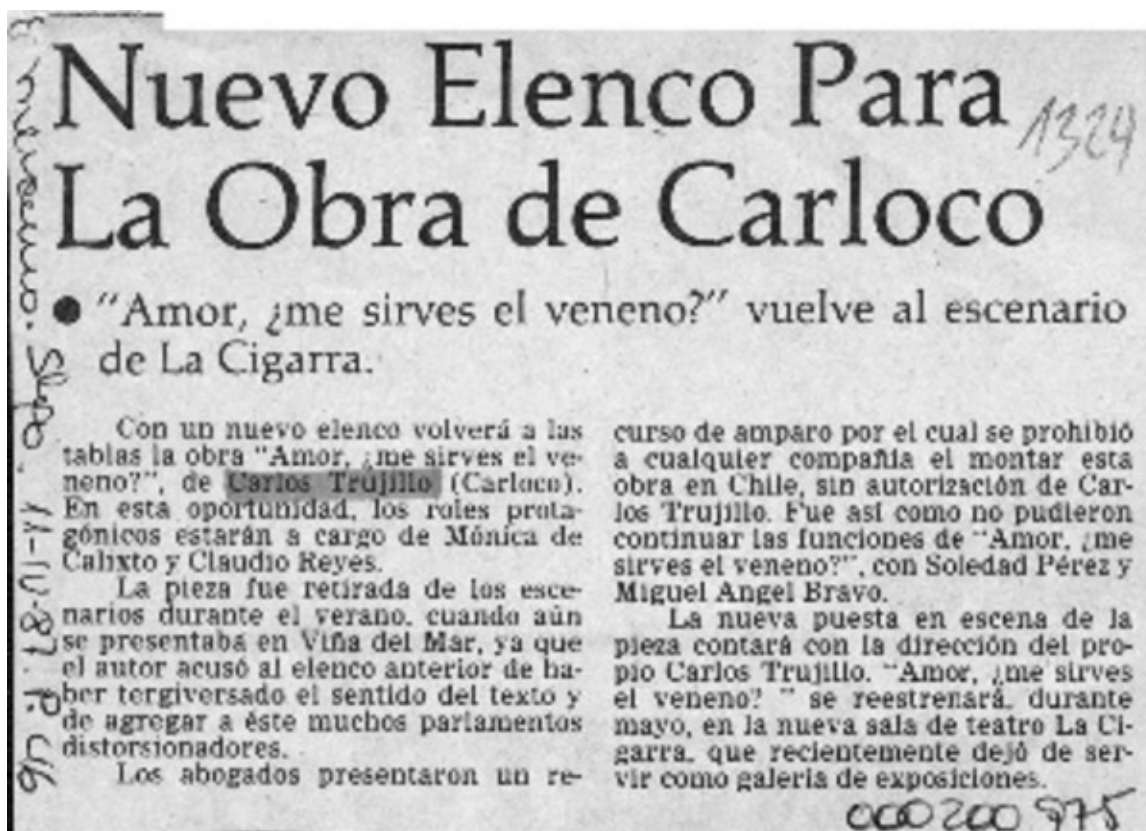 Nuevo Elenco Para
La Obra de Carloco
1324
● "Amor, ¿me sirves el veneno?" vuelve al escenario
de La Cigarra.
Con un nuevo elenco volverá a las
tablas la obra "Amor, ¿me sirves el ve-
neno?", de Carlos Trujillo (Carloco).
En esta oportunidad, los roles prota-
gónicos estarán a cargo de Mónica de
Calixto y Claudio Reyes.
La pieza fue retirada de los esce-
narios durante el verano, cuando aún
se presentaba en Viña del Mar, ya que
el autor acusó al elenco anterior de ha-
ber tergiversado el sentido del texto y
de agregar a éste muchos parlamentos
distorsionadores.
Los abogados presentaron un re-
curso de amparo por el cual se prohibió
a cualquier compañía el montar esta
obra en Chile, sin autorización de Car-
los Trujillo. Fue así como no pudieron
continuar las funciones de "Amor, ¿me
sirves el veneno?", con Soledad Pérez y
Miguel Angel Bravo.
La nueva puesta en escena de la
pieza contará con la dirección del pro-
pio Carlos Trujillo. "Amor, ¿me sirves
el veneno? " se reestrenará, durante
mayo, en la nueva sala de teatro La Ci-
garra, que recientemente dejó de ser-
vir como galería de exposiciones.
El Mercurio. Stgo. 11-IV-87. p. C16
000200975